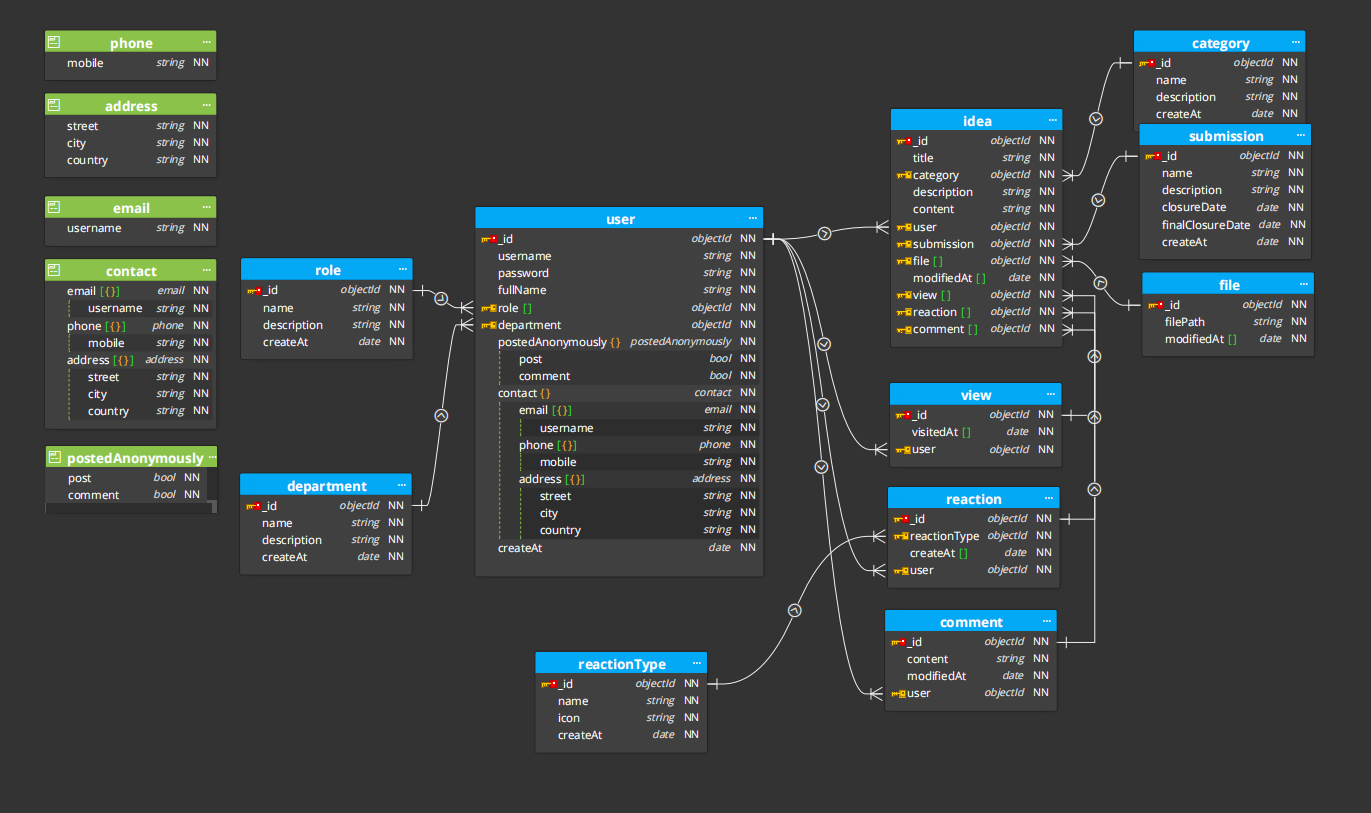 phone ...
mobile string NN
address ...
street string NN
city string NN
country string NN
email ...
username string NN
contact ...
email [{}] email NN
username string NN
phone [{}] phone NN
mobile string NN
address [{}] address NN
street string NN
city string NN
country string NN
postedAnonymously ...
post bool NN
comment bool NN
role ...
_id objectId NN
name string NN
description string NN
createAt date NN
department ...
_id objectId NN
name string NN
description string NN
createAt date NN
user ...
_id objectId NN
username string NN
password string NN
fullName string NN
role [] objectId NN
department objectId NN
postedAnonymously {} postedAnonymously NN
post bool NN
comment bool NN
contact {} contact NN
email [{}] email NN
username string NN
phone [{}] phone NN
mobile string NN
address [{}] address NN
street string NN
city string NN
country string NN
createAt date NN
reactionType ...
_id objectId NN
name string NN
icon string NN
createAt date NN
idea ...
_id objectId NN
title string NN
category objectId NN
description string NN
content string NN
user objectId NN
submission objectId NN
file [] objectId NN
modifiedAt [] date NN
view [] objectId NN
reaction [] objectId NN
comment [] objectId NN
view ...
_id objectId NN
visitedAt [] date NN
user objectId NN
reaction ...
_id objectId NN
reactionType objectId NN
createAt [] date NN
user objectId NN
comment ...
_id objectId NN
content string NN
modifiedAt date NN
user objectId NN
category ...
_id objectId NN
name string NN
description string NN
createAt date NN
submission ...
_id objectId NN
name string NN
description string NN
closureDate date NN
finalClosureDate date NN
createAt date NN
file ...
_id objectId NN
filePath string NN
modifiedAt [] date NN